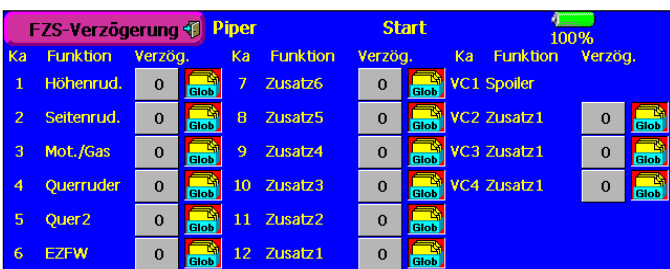 FZS-Verzögerung Piper Start 100%
Ka Funktion Verzög. Ka Funktion Verzög. Ka Funktion Verzög.
1 Höhenrud. 0 Glob 7 Zusatz6 0 Glob VC1 Spoiler
2 Seitenrud. 0 Glob 8 Zusatz5 0 Glob VC2 Zusatz1 0 Glob
3 Mot./Gas 0 Glob 9 Zusatz4 0 Glob VC3 Zusatz1 0 Glob
4 Querruder 0 Glob 10 Zusatz3 0 Glob VC4 Zusatz1 0 Glob
5 Quer2 0 Glob 11 Zusatz2 0 Glob
6 EZFW 0 Glob 12 Zusatz1 0 Glob